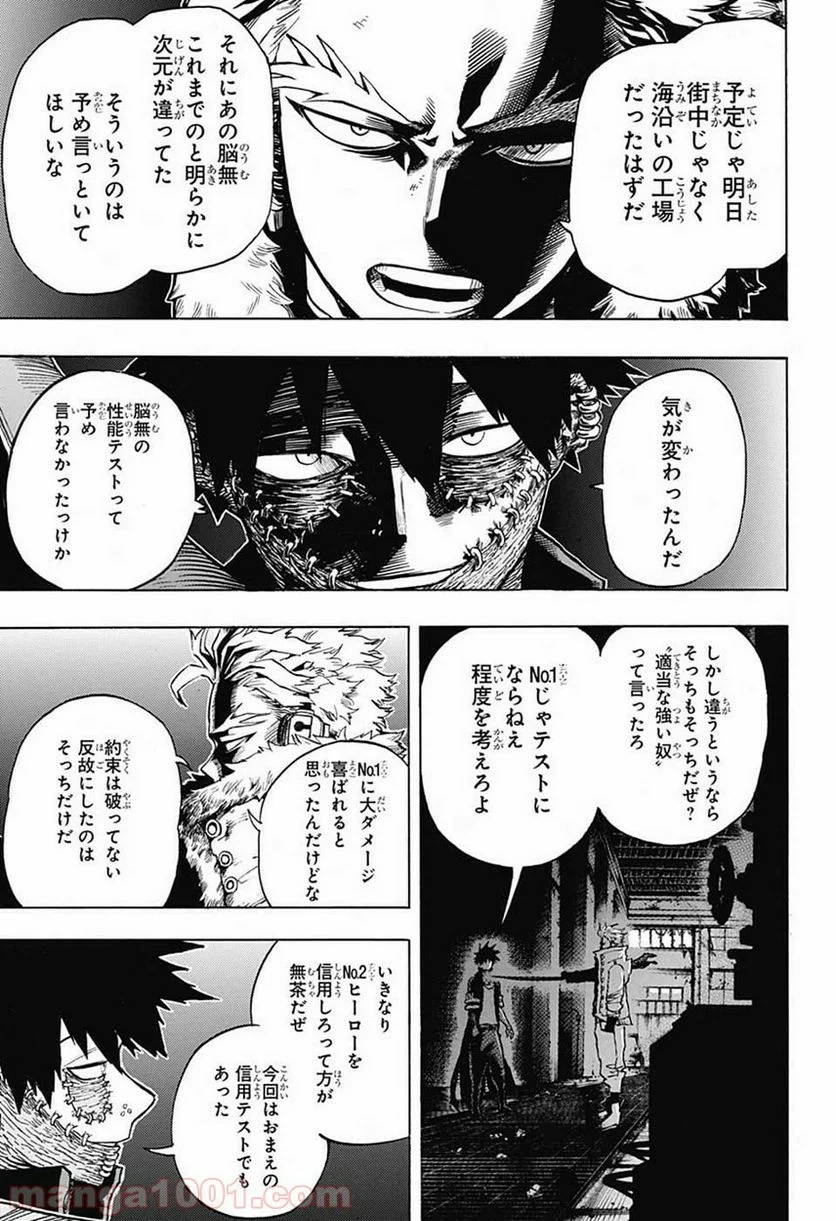 予定じゃ明日
街中じゃなく
海沿いの工場
だったはずだ
それにあの脳無
これまでのと明らかに
次元が違ってた
そういうのは
予め言っといて
ほしいな
気が変わったんだ
脳無の
性能テストって
予め
言わなかったっけか
しかし違うというなら
そっちもそっちだぜ?
〝適当な強い奴〟
って言ったろ
No.1じゃテストに
ならねえ
程度を考えろよ
No.1に大ダメージ
喜ばれると
思ったんだけどな
約束は破ってない
反故にしたのは
そっちだけだ
いきなり
No.2ヒーローを
信用しろって方が
無茶だぜ
今回はおまえの
信用テストでも
あった
manga1001.com